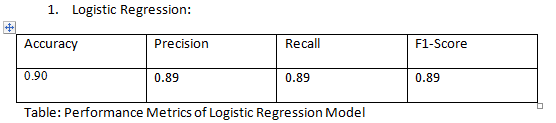 1. Logistic Regression:
Accuracy Precision Recall F1-Score
0.90 0.89 0.89 0.89
Table: Performance Metrics of Logistic Regression Model